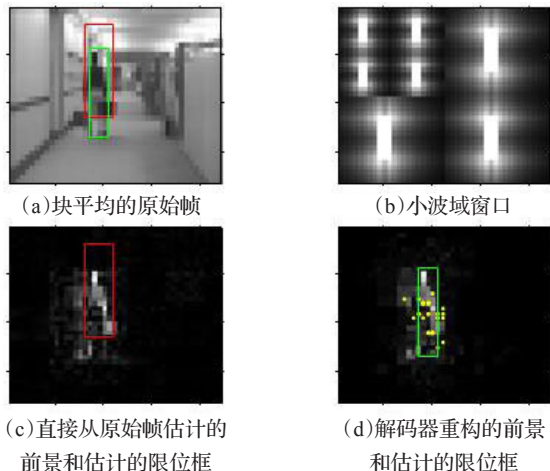 (a)块平均的原始帧
(b)小波域窗口
(c)直接从原始帧估计的
前景和估计的限位框
(d)解码器重构的前景
和估计的限位框